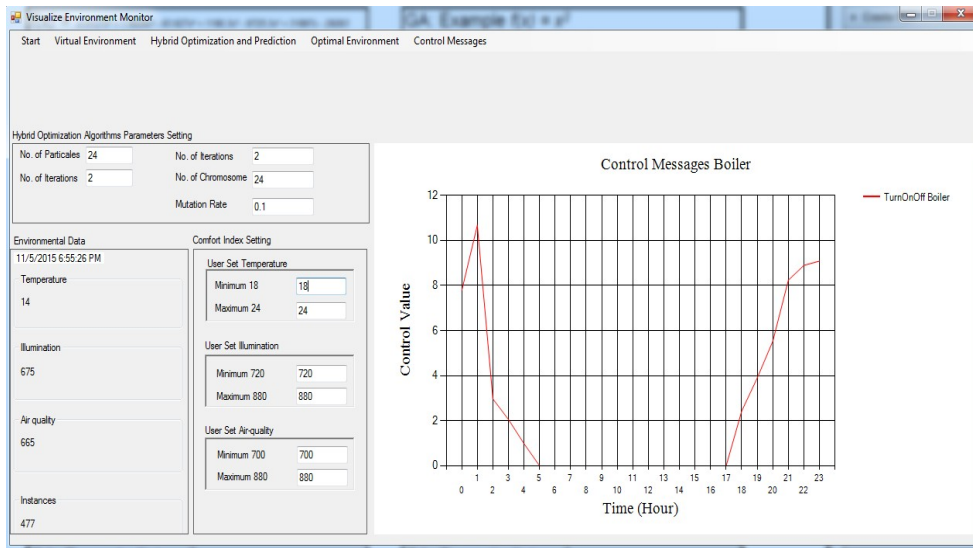 GA: Example f(x) = x²
Visualize Environment Monitor
Start Virtual Environment Hybrid Optimization and Prediction Optimal Environment Control Messages
Hybrid Optimization Algorithms Parameters Setting
No. of Particales 24 No. of Iterations 2
No. of Iterations 2 No. of Chromosome 24
Mutation Rate 0.1
Environmental Data
11/5/2015 6:55:26 PM
Temperature
14
Illumination
675
Air quality
665
Instances
477
Comfort Index Setting
User Set Temperature
Minimum 18 18
Maximum 24 24
User Set Illumination
Minimum 720 720
Maximum 880 880
User Set Air-quality
Minimum 700 700
Maximum 880 880
Control Messages Boiler
TurnOnOff Boiler
Control Value
12
10
8
6
4
2
0
1 3 5 7 9 11 13 15 17 19 21 23
0 2 4 6 8 10 12 14 16 18 20 22
Time (Hour)